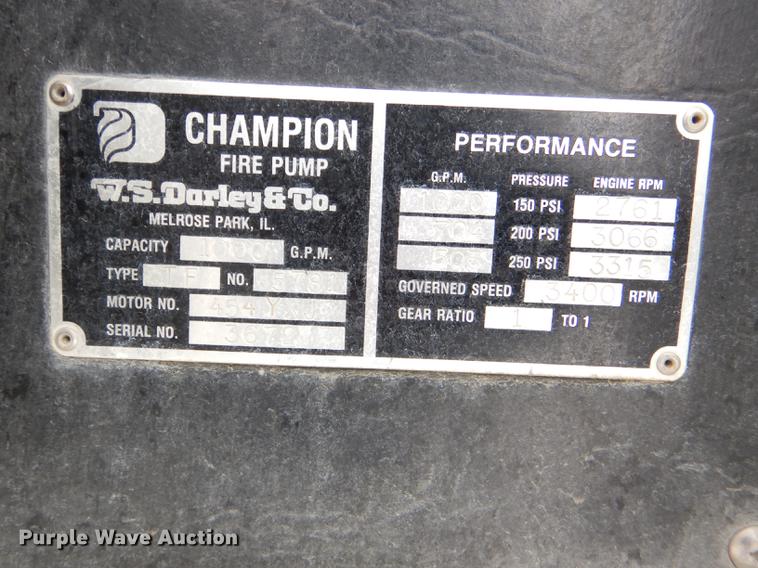 CHAMPION
FIRE PUMP
W.S. Darley & Co.
MELROSE PARK, IL.
CAPACITY 1000 G.P.M.
TYPE TE NO.
MOTOR NO.
SERIAL NO.
PERFORMANCE
G.P.M. PRESSURE ENGINE RPM
150 PSI 2761
200 PSI 3066
250 PSI 3315
GOVERNED SPEED 3400 RPM
GEAR RATIO 1 TO 1
Purple Wave Auction